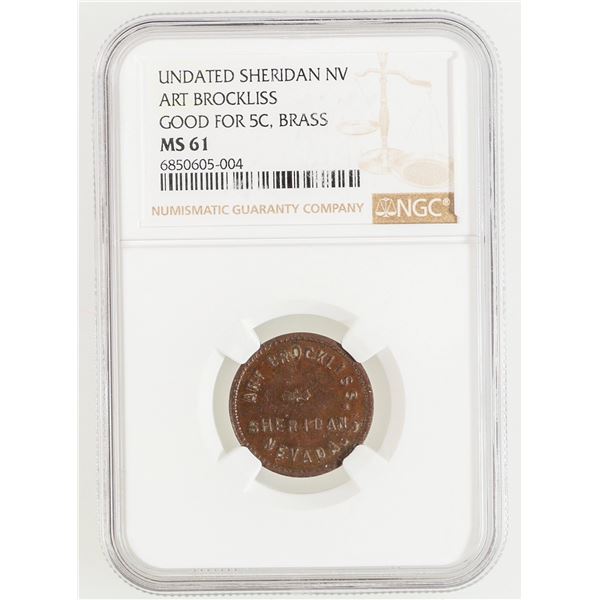 UNDATED SHERIDAN NV
ART BROCKLISS
GOOD FOR 5C, BRASS
MS 61
6850605-004
NUMISMATIC GUARANTY COMPANY NGC®
ART BROCKLISS.
SHERIDAN,
NEVADA.